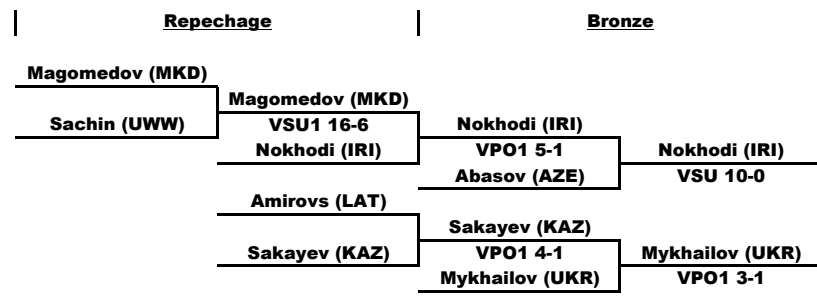 Repechage
Bronze
Magomedov (MKD)
Magomedov (MKD)
Sachin (UWW)
VSU1 16-6
Nokhodi (IRI)
Nokhodi (IRI)
VPO1 5-1
Nokhodi (IRI)
Abasov (AZE)
VSU 10-0
Amirovs (LAT)
Sakayev (KAZ)
Sakayev (KAZ)
VPO1 4-1
Mykhailov (UKR)
Mykhailov (UKR)
VPO1 3-1